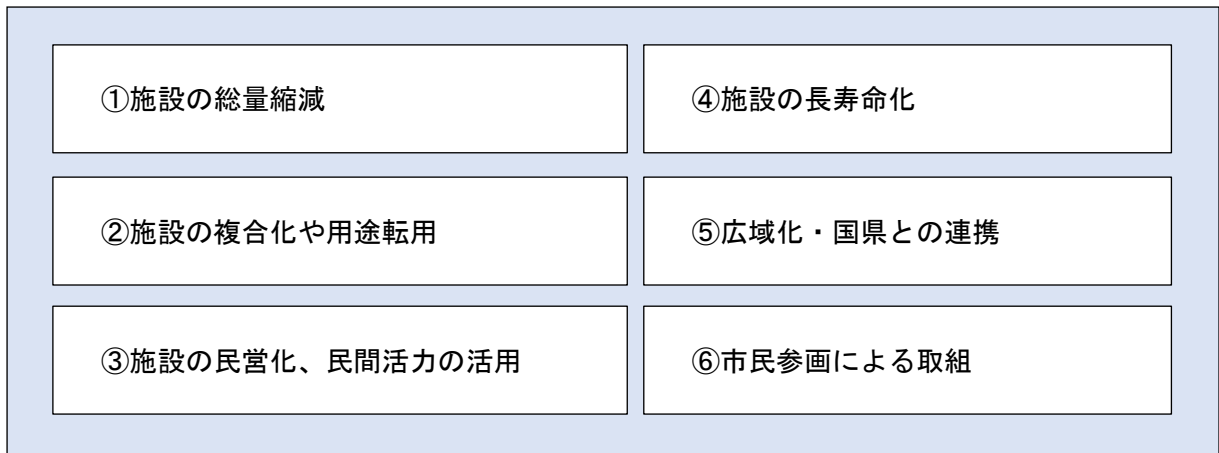 ①施設の総量縮減
②施設の複合化や用途転用
③施設の民営化、民間活力の活用
④施設の長寿命化
⑤広域化・国県との連携
⑥市民参画による取組